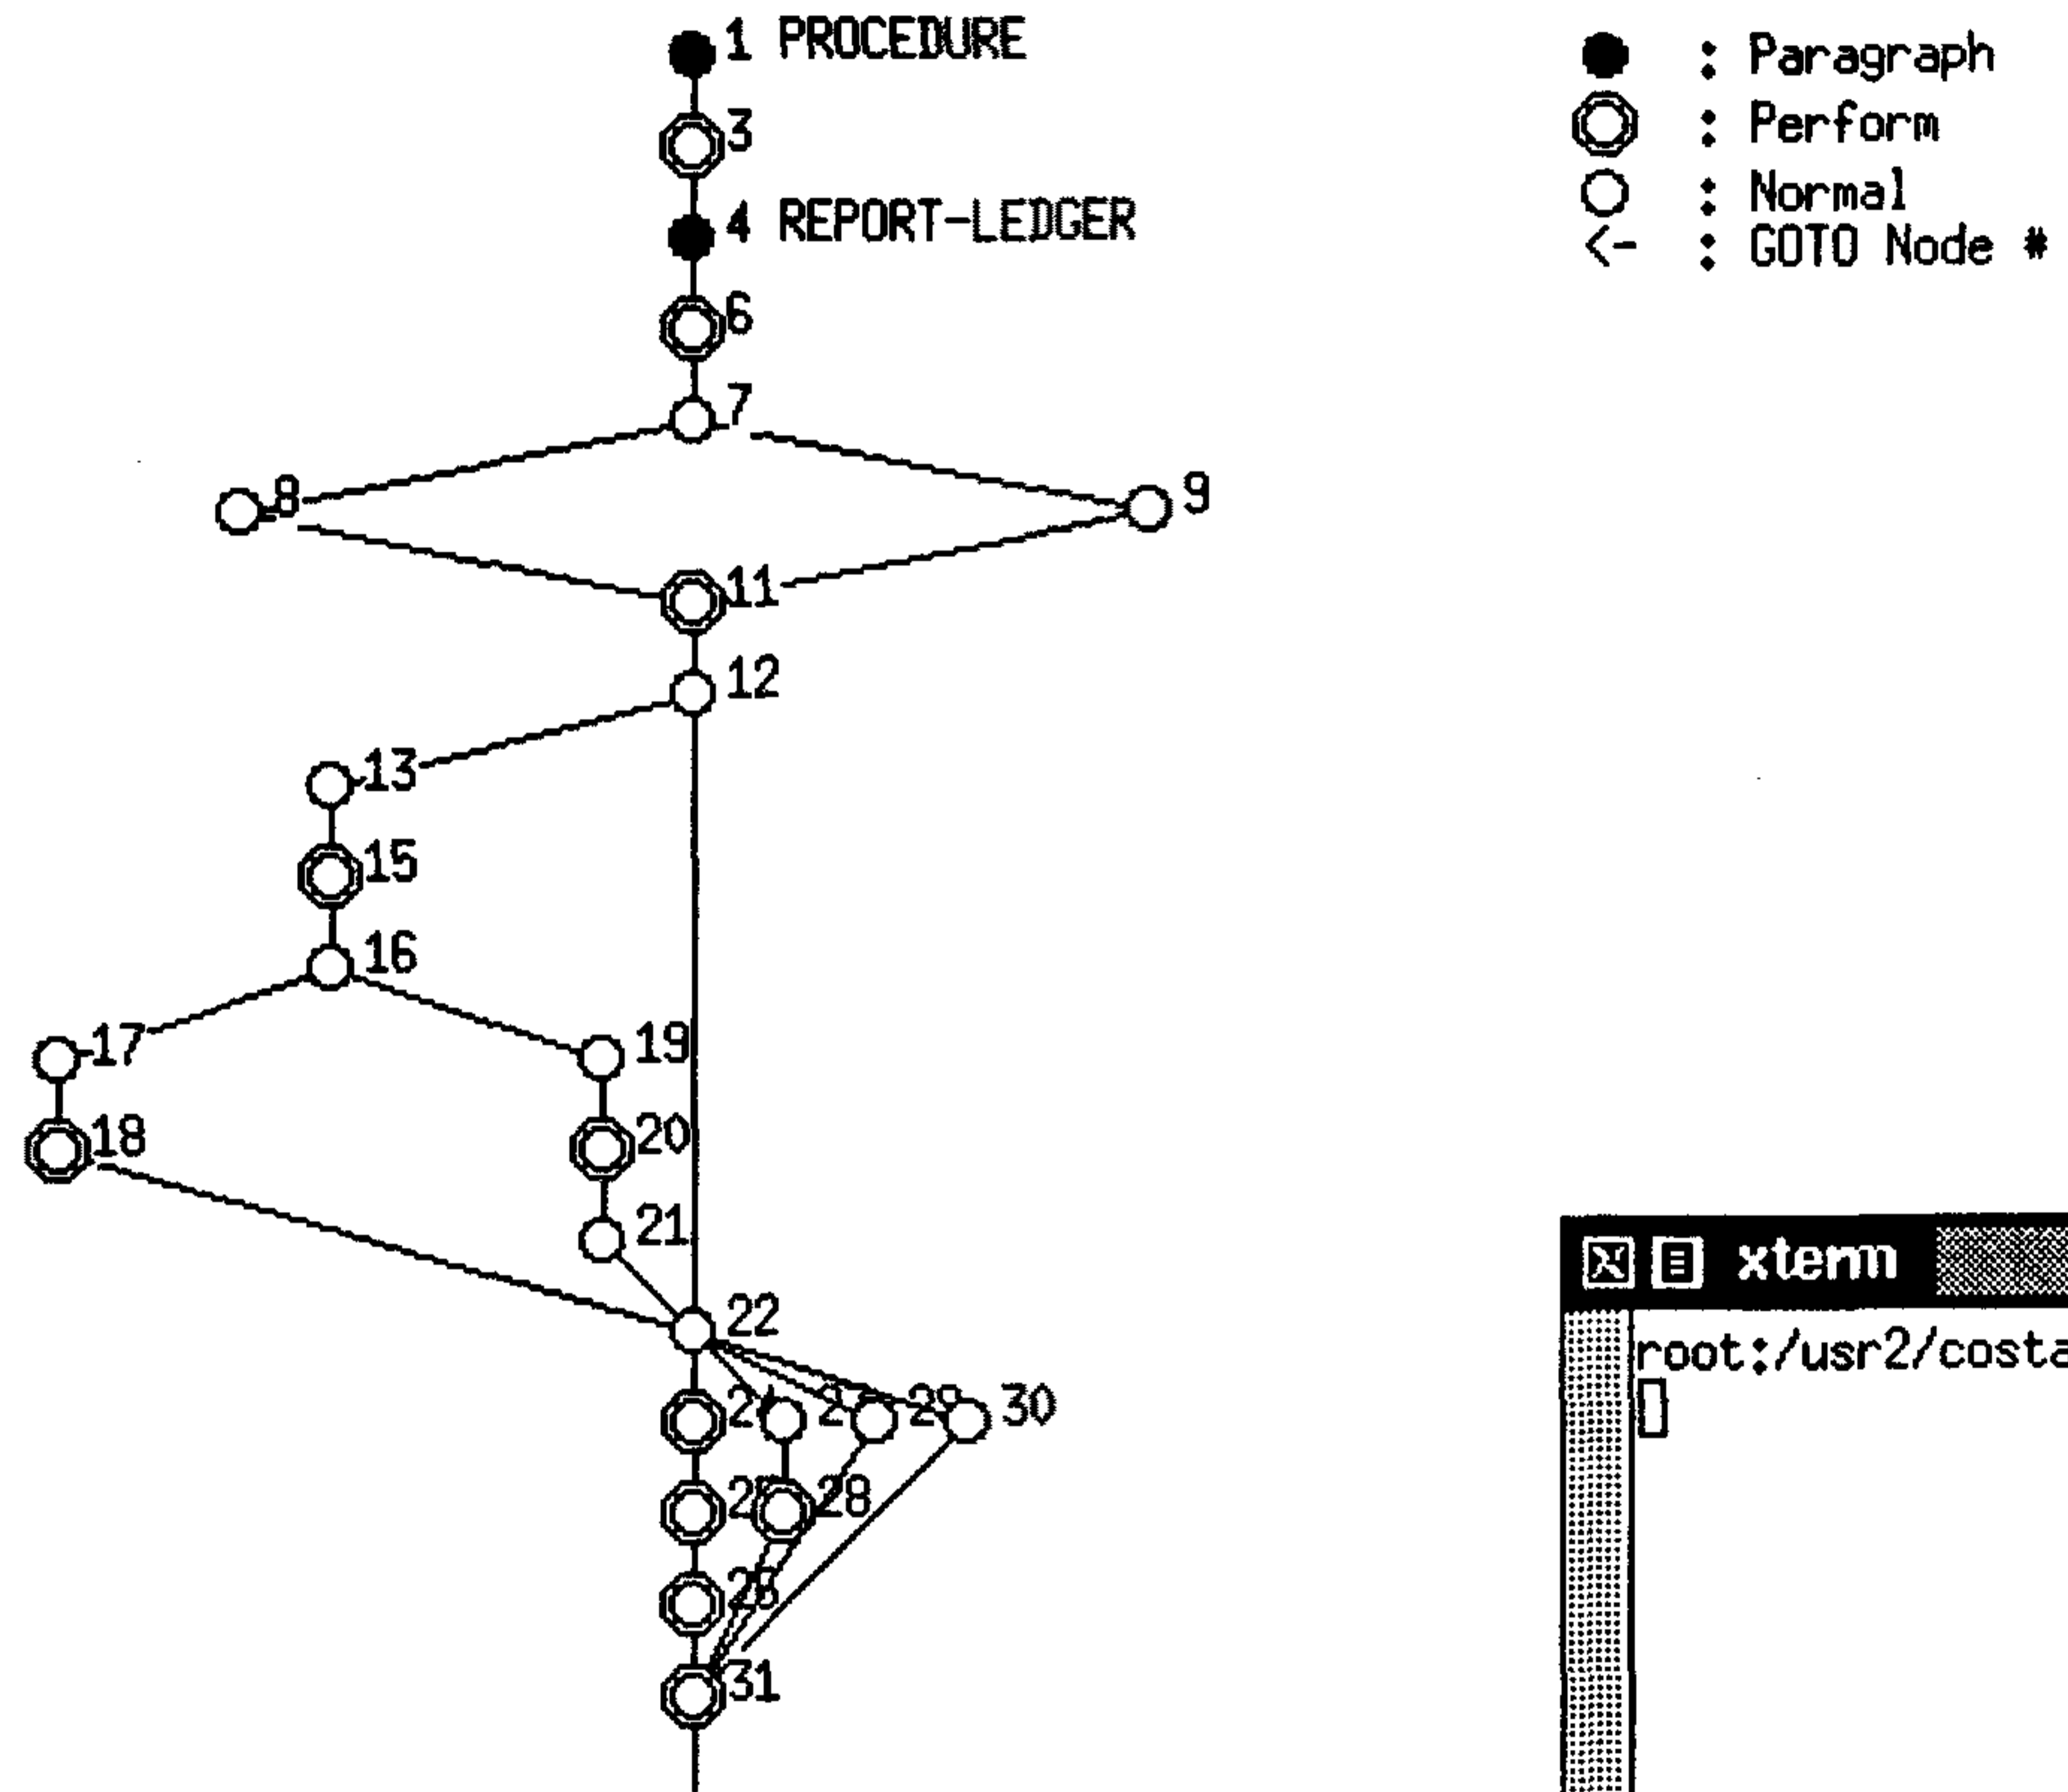 1 PROCEDURE
3
4 REPORT-LEDGER
6
7
8
9
11
12
13
15
16
17
19
18
20
21
22
30
28
31
: Paragraph
: Perform
: Normal
<- : GOTO Node #
xterm
root:/usr2/costa